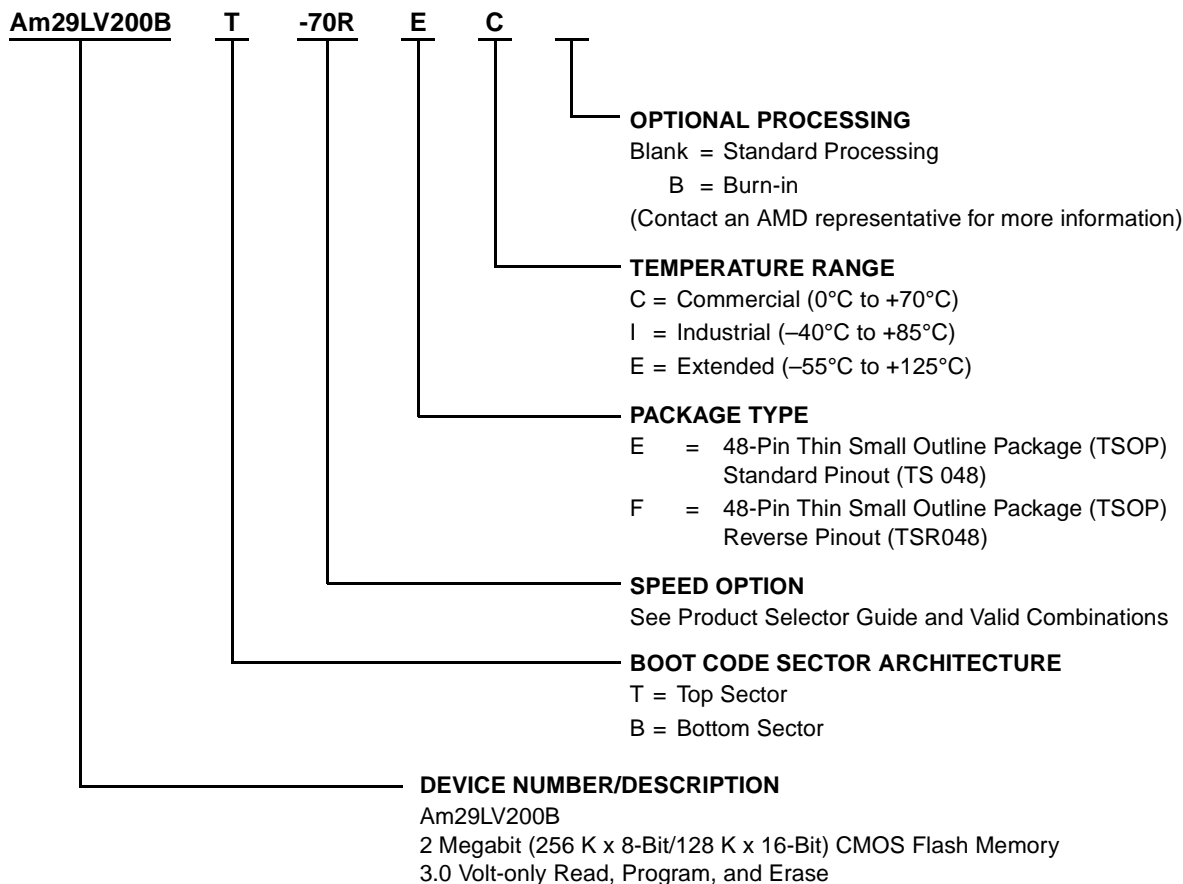 Am29LV200B T -70R E C
OPTIONAL PROCESSING
Blank = Standard Processing
B = Burn-in
(Contact an AMD representative for more information)
TEMPERATURE RANGE
C = Commercial (0°C to +70°C)
I = Industrial (–40°C to +85°C)
E = Extended (–55°C to +125°C)
PACKAGE TYPE
E = 48-Pin Thin Small Outline Package (TSOP)
Standard Pinout (TS 048)
F = 48-Pin Thin Small Outline Package (TSOP)
Reverse Pinout (TSR048)
SPEED OPTION
See Product Selector Guide and Valid Combinations
BOOT CODE SECTOR ARCHITECTURE
T = Top Sector
B = Bottom Sector
DEVICE NUMBER/DESCRIPTION
Am29LV200B
2 Megabit (256 K x 8-Bit/128 K x 16-Bit) CMOS Flash Memory
3.0 Volt-only Read, Program, and Erase